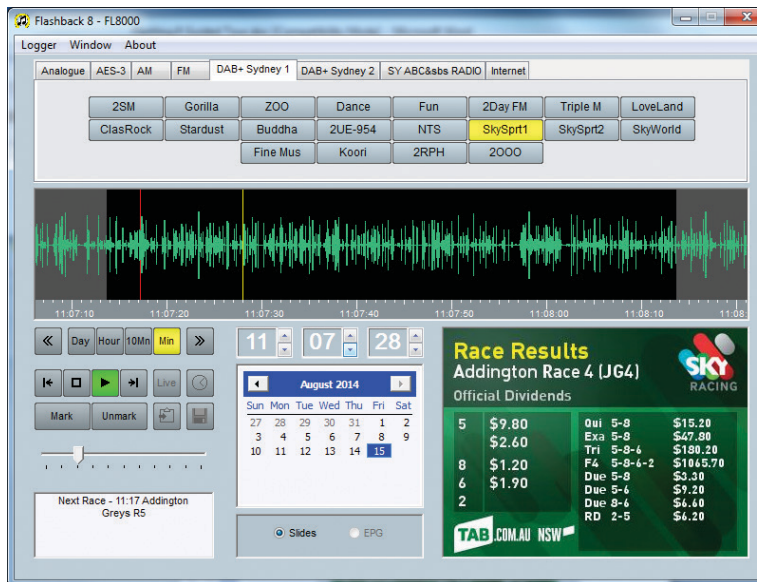 Flashback 8 - FL8000
Logger Window About
Analogue AES-3 AM FM DAB+ Sydney 1 DAB+ Sydney 2 SY ABC&sbs RADIO Internet
2SM Gorilla ZOO Dance Fun 2Day FM Triple M LoveLand
ClasRock Stardust Buddha 2UE-954 NTS SkySprt1 SkySprt2 SkyWorld
Fine Mus Koori 2RPH 2OOO
11:07:10 11:07:20 11:07:30 11:07:40 11:07:50 11:08:00 11:08:10 11:08:
Day Hour 10Mn Min
11 07 28
Live
Mark Unmark
Next Race - 11:17 Addington
Greys R5
August 2014
Sun Mon Tue Wed Thu Fri Sat
27 28 29 30 31 1 2
3 4 5 6 7 8 9
10 11 12 13 14 15
Slides EPG
Race Results
Addington Race 4 (JG4)
Official Dividends
SKY
RACING
5 $9.80
$2.60
8 $1.20
6 $1.90
2
Qui 5-8 $15.20
Exa 5-8 $47.80
Tri 5-8-6 $180.20
F4 5-8-6-2 $1065.70
Due 5-8 $3.30
Due 5-6 $9.20
Due 8-6 $6.60
RD 2-5 $6.20
TAB.COM.AU NSW